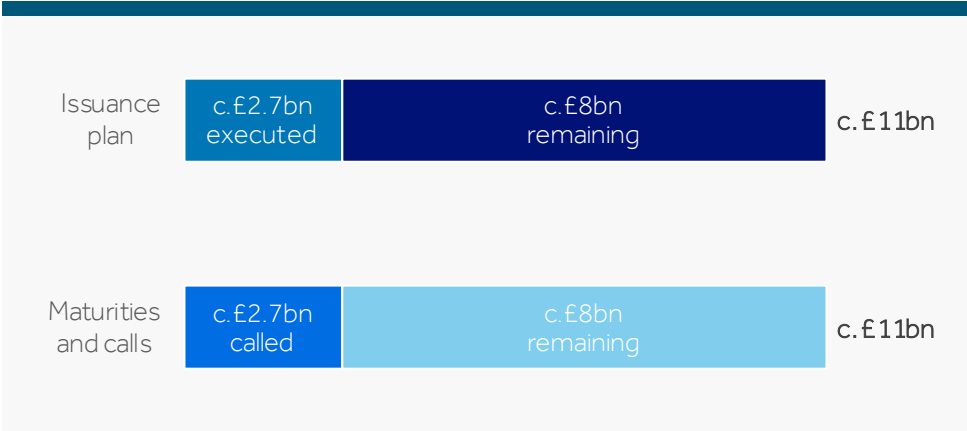 Issuance
plan
c.£2.7bn
executed
c.£8bn
remaining
c.£11bn
Maturities
and calls
c.£2.7bn
called
c.£8bn
remaining
c.£11bn